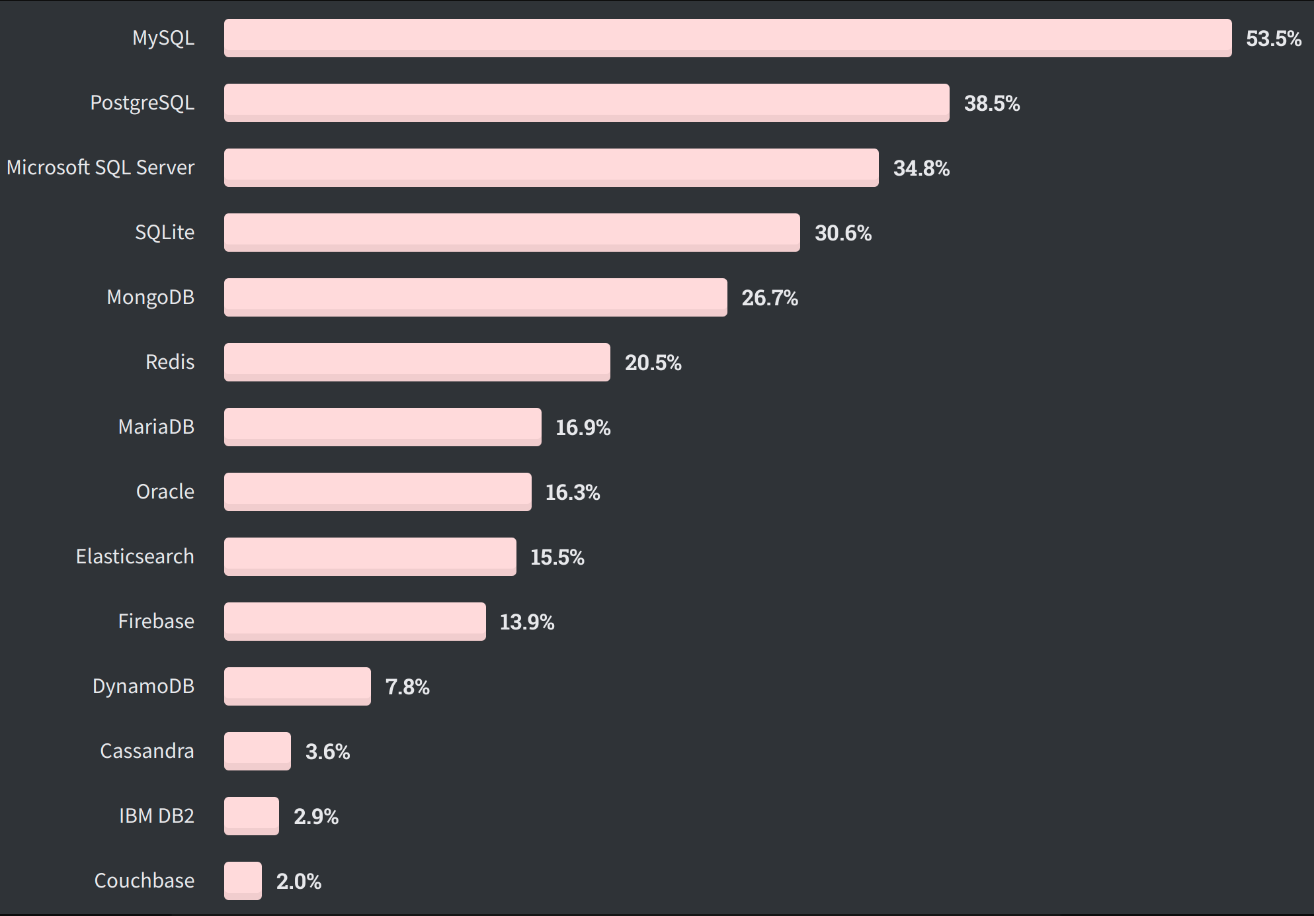 MySQL 53.5%
PostgreSQL 38.5%
Microsoft SQL Server 34.8%
SQLite 30.6%
MongoDB 26.7%
Redis 20.5%
MariaDB 16.9%
Oracle 16.3%
Elasticsearch 15.5%
Firebase 13.9%
DynamoDB 7.8%
Cassandra 3.6%
IBM DB2 2.9%
Couchbase 2.0%